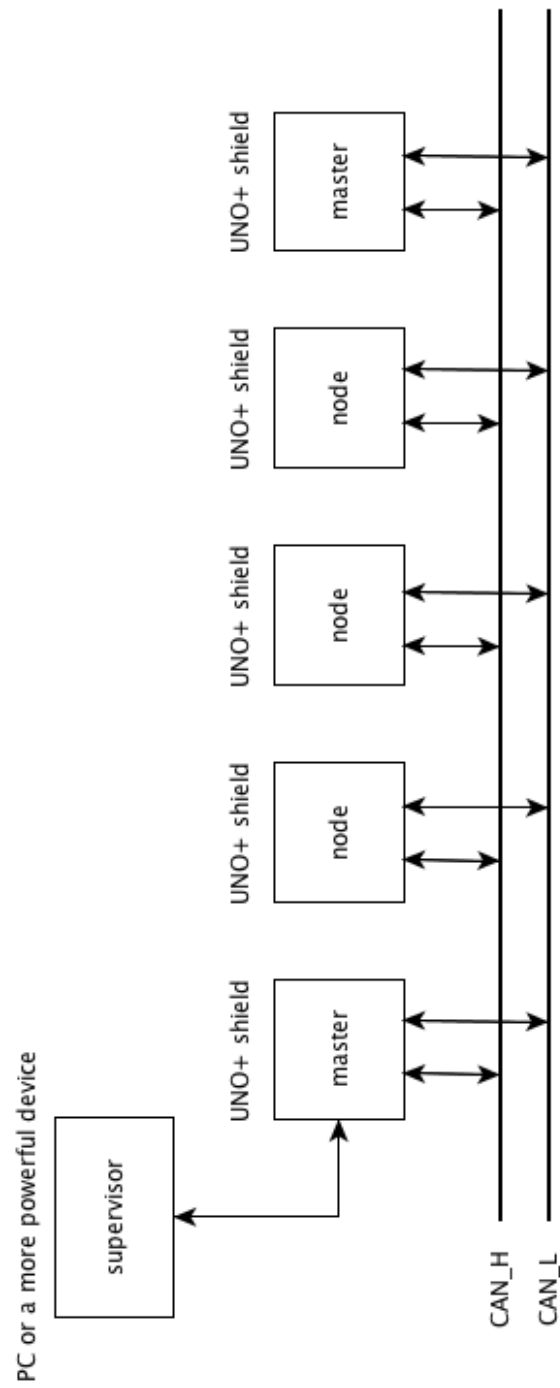 PC or a more powerful device
supervisor
UNO+ shield
master
UNO+ shield
node
UNO+ shield
node
UNO+ shield
node
UNO+ shield
master
CAN_H
CAN_L